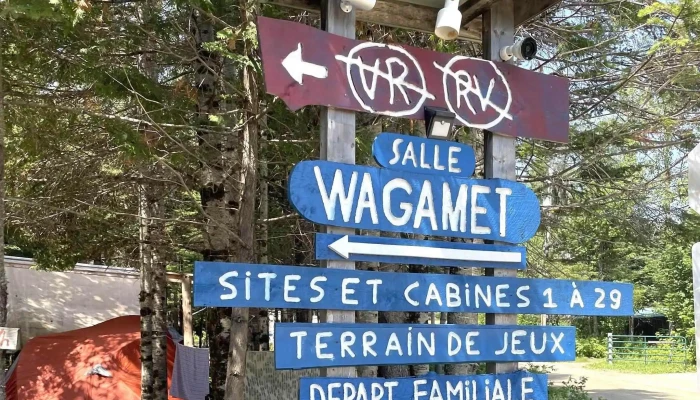 VR RV
SALLE
WAGAMET
SITES ET CABINES 1 À 29
TERRAIN DE JEUX
DEPART FAMILIALE